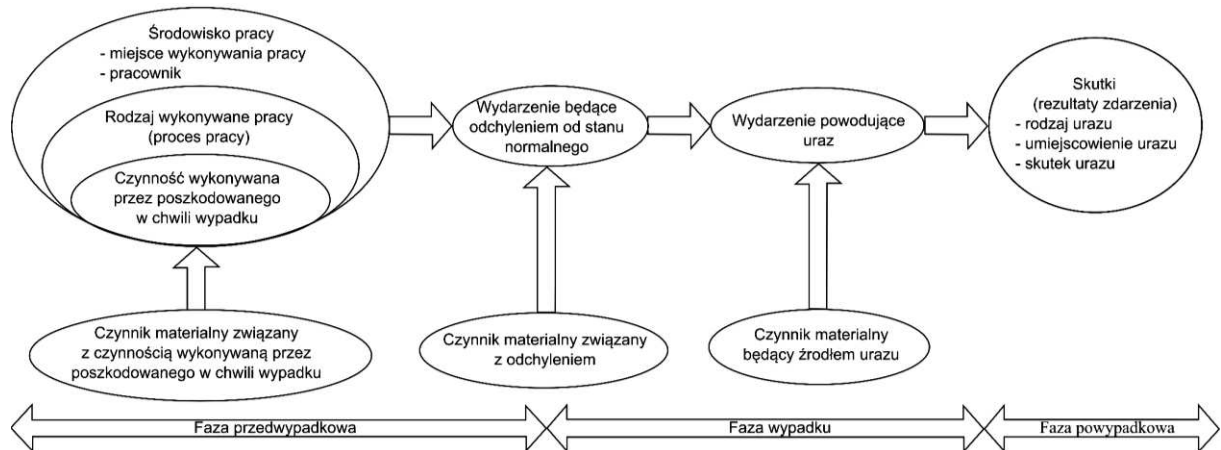 Środowisko pracy
- miejsce wykonywania pracy
- pracownik
Rodzaj wykonywane pracy
(proces pracy)
Czynność wykonywana
przez poszkodowanego
w chwili wypadku
Wydarzenie będące
odchyleniem od stanu
normalnego
Wydarzenie powodujące
uraz
Skutki
(rezultaty zdarzenia)
- rodzaj urazu
- umiejscowienie urazu
- skutek urazu
Czynnik materialny związany
z czynnością wykonywaną przez
poszkodowanego w chwili wypadku
Czynnik materialny związany
z odchyleniem
Czynnik materialny
będący źrodłem urazu
Faza przedwypadkowa
Faza wypadku
Faza powypadkowa